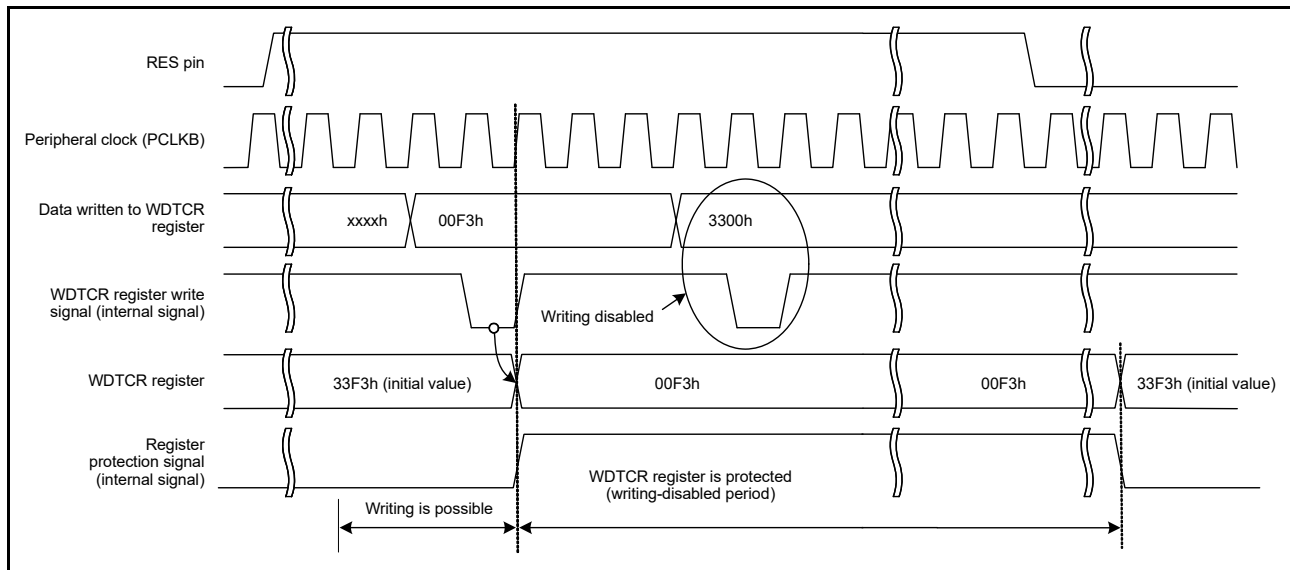 RES pin
Peripheral clock (PCLKB)
Data written to WDTCR
register
xxxxh
00F3h
3300h
WDTCR register write
signal (internal signal)
Writing disabled
WDTCR register
33F3h (initial value)
00F3h
00F3h
33F3h (initial value)
Register
protection signal
(internal signal)
WDTCR register is protected
(writing-disabled period)
Writing is possible